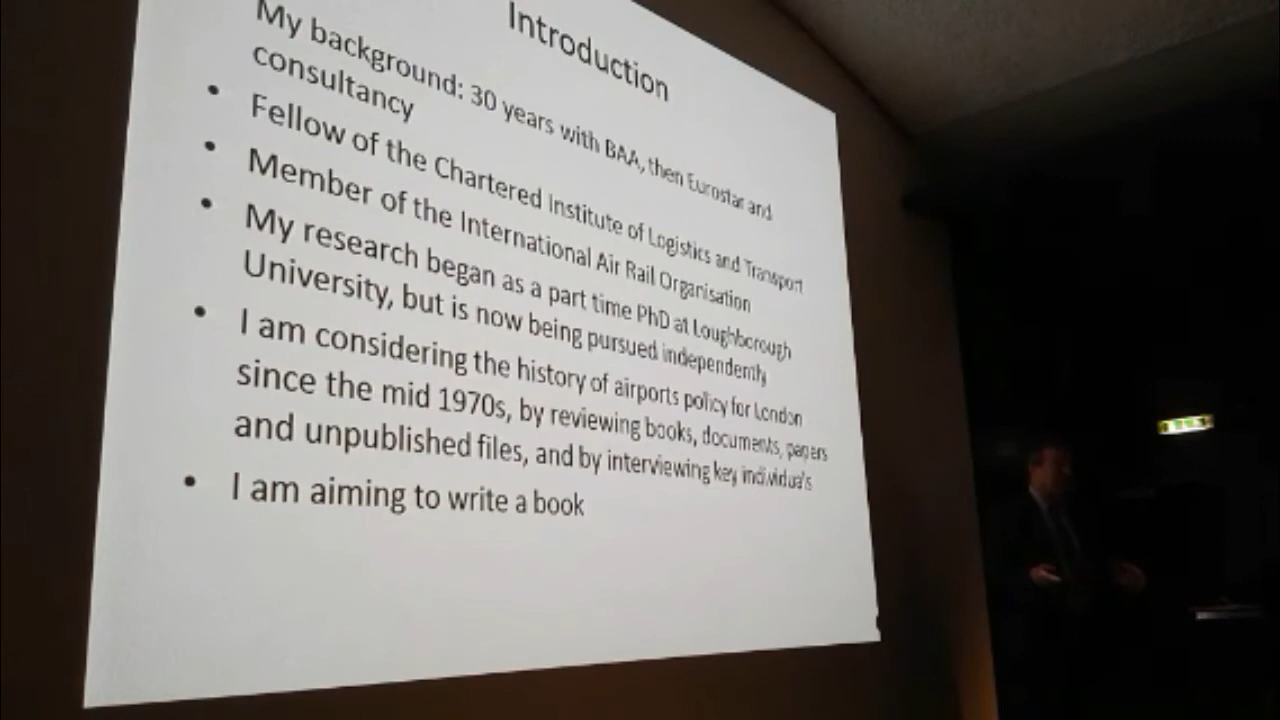 Introduction
My background: 30 years with BAA, then Eurostar and
consultancy
• Fellow of the Chartered Institute of Logistics and Transport
• Member of the International Air Rail Organisation
• My research began as a part time PhD at Loughborough
University, but is now being pursued independently
• I am considering the history of airports policy for London
since the mid 1970s, by reviewing books, documents, papers
and unpublished files, and by interviewing key individuals
• I am aiming to write a book